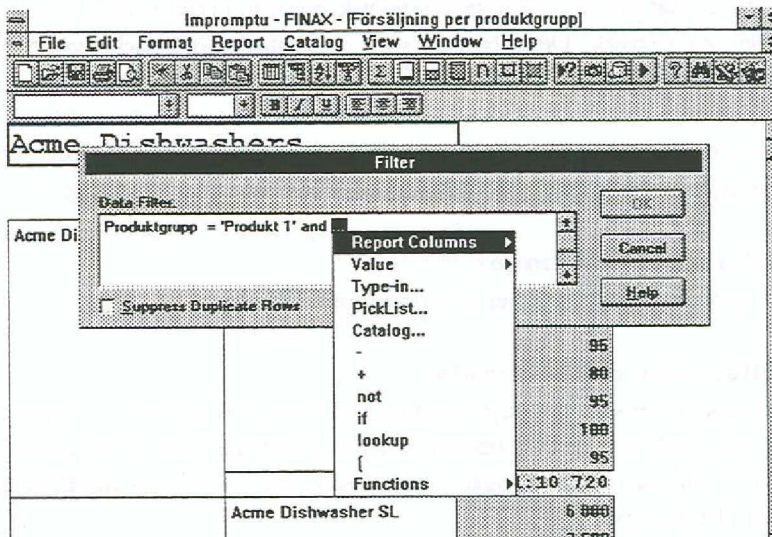 Impromptu - FINAX - [Försäljning per produktgrupp]
File Edit Format Report Catalog View Window Help
B I U
Acme Dishwashers
Filter
Data Filter:
Produktgrupp = 'Produkt 1' and
OK
Cancel
Help
Suppress Duplicate Rows
Acme Di
Report Columns
Value
Type-in...
PickList...
Catalog...
-
+
not
if
lookup
(
Functions
95
80
95
100
95
L:10 720
Acme Dishwasher SL
6 000